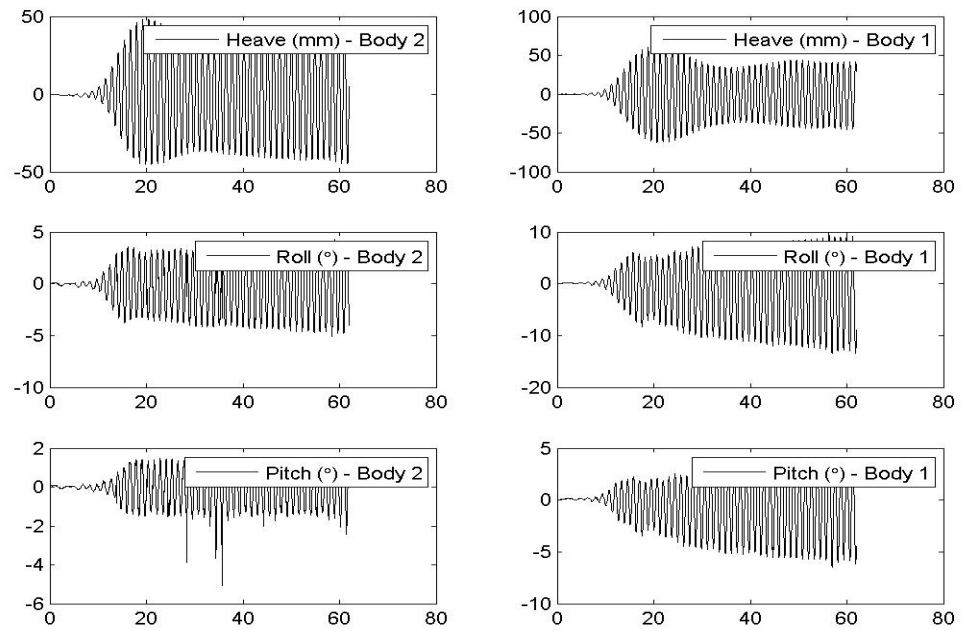 50
Heave (mm) - Body 2
0
-50
0 20 40 60 80
100
Heave (mm) - Body 1
50
0
-50
-100
0 20 40 60 80
5
Roll (°) - Body 2
0
-5
-10
0 20 40 60 80
10
Roll (°) - Body 1
0
-10
-20
0 20 40 60 80
2
Pitch (°) - Body 2
0
-2
-4
-6
0 20 40 60 80
5
Pitch (°) - Body 1
0
-5
-10
0 20 40 60 80